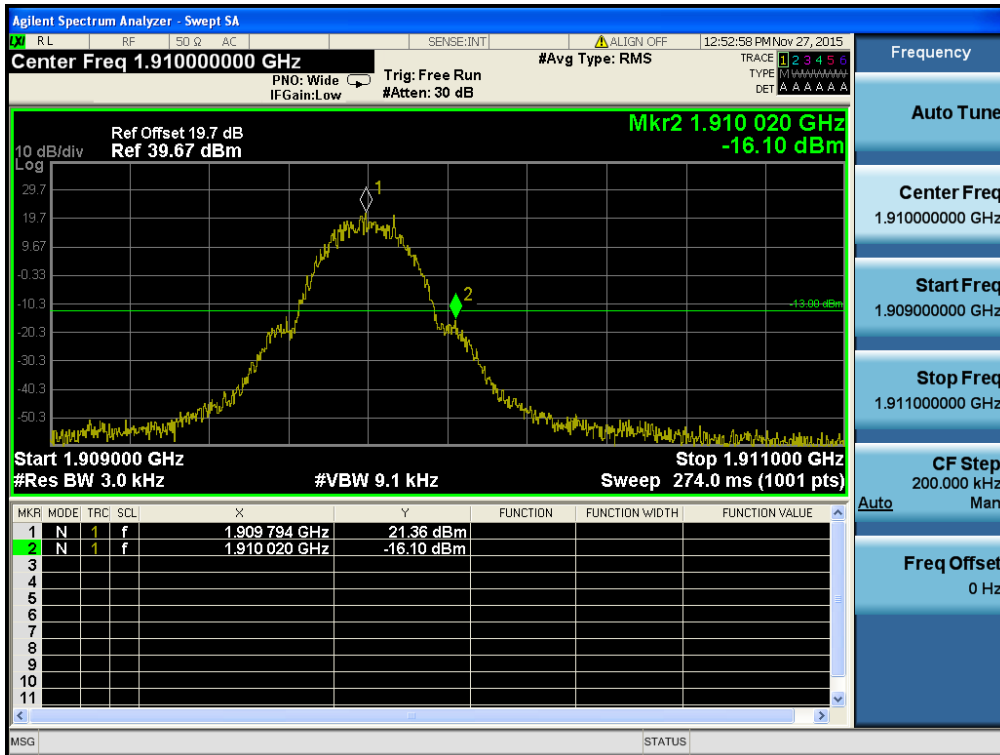 Agilent Spectrum Analyzer - Swept SA
LXI RL RF 50 Ω AC SENSE:INT ALIGN OFF 12:52:58 PM Nov 27, 2015
Center Freq 1.910000000 GHz
PNO: Wide
IFGain:Low
Trig: Free Run
#Atten: 30 dB
#Avg Type: RMS
TRACE 1 2 3 4 5 6
TYPE M
DET A A A A A A
Mkr2 1.910 020 GHz
-16.10 dBm
Ref Offset 19.7 dB
10 dB/div Ref 39.67 dBm
Log
29.7
19.7
9.67
-0.33
-10.3
-20.3
-30.3
-40.3
-50.3
1
2
-13.00 dBm
Start 1.909000 GHz Stop 1.911000 GHz
#Res BW 3.0 kHz #VBW 9.1 kHz Sweep 274.0 ms (1001 pts)
MKR MODE TRC SCL X Y FUNCTION FUNCTION WIDTH FUNCTION VALUE
1 N 1 f 1.909 794 GHz 21.36 dBm
2 N 1 f 1.910 020 GHz -16.10 dBm
3
4
5
6
7
8
9
10
11
MSG STATUS
Frequency
Auto Tune
Center Freq
1.910000000 GHz
Start Freq
1.909000000 GHz
Stop Freq
1.911000000 GHz
CF Step
200.000 kHz
Auto Man
Freq Offset
0 Hz